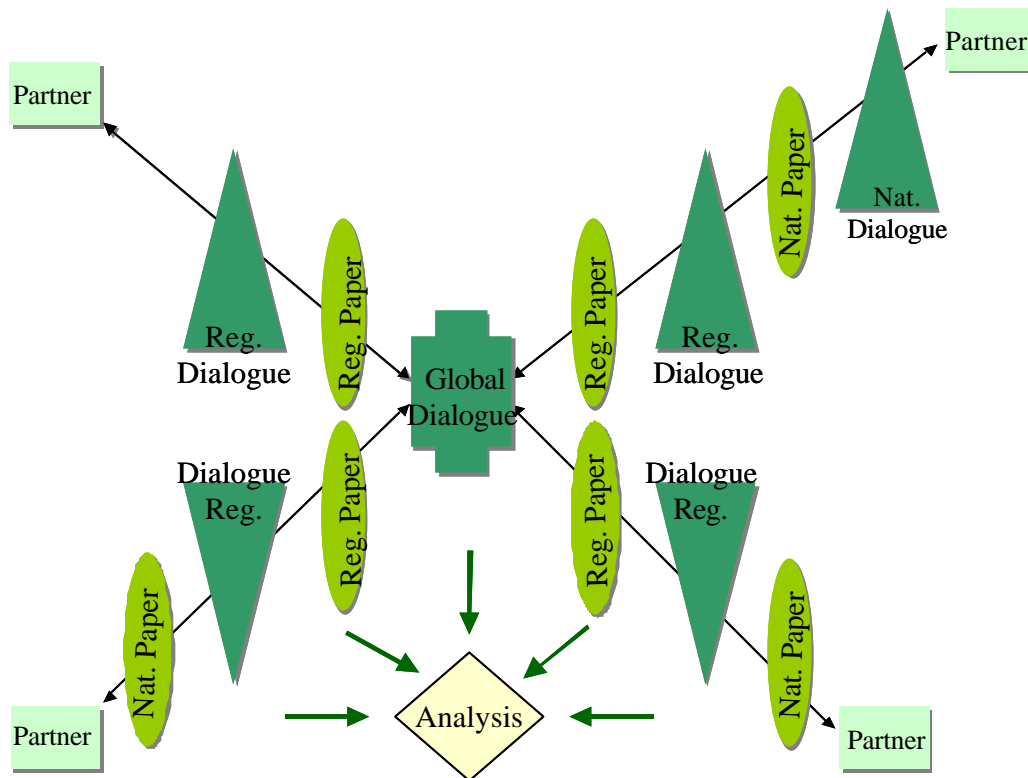 Partner
Partner
Nat. Paper
Nat.
Dialogue
Reg.
Dialogue
Reg. Paper
Reg. Paper
Reg.
Dialogue
Global
Dialogue
Dialogue
Reg.
Reg. Paper
Reg. Paper
Dialogue
Reg.
Nat. Paper
Nat. Paper
Partner
Analysis
Partner